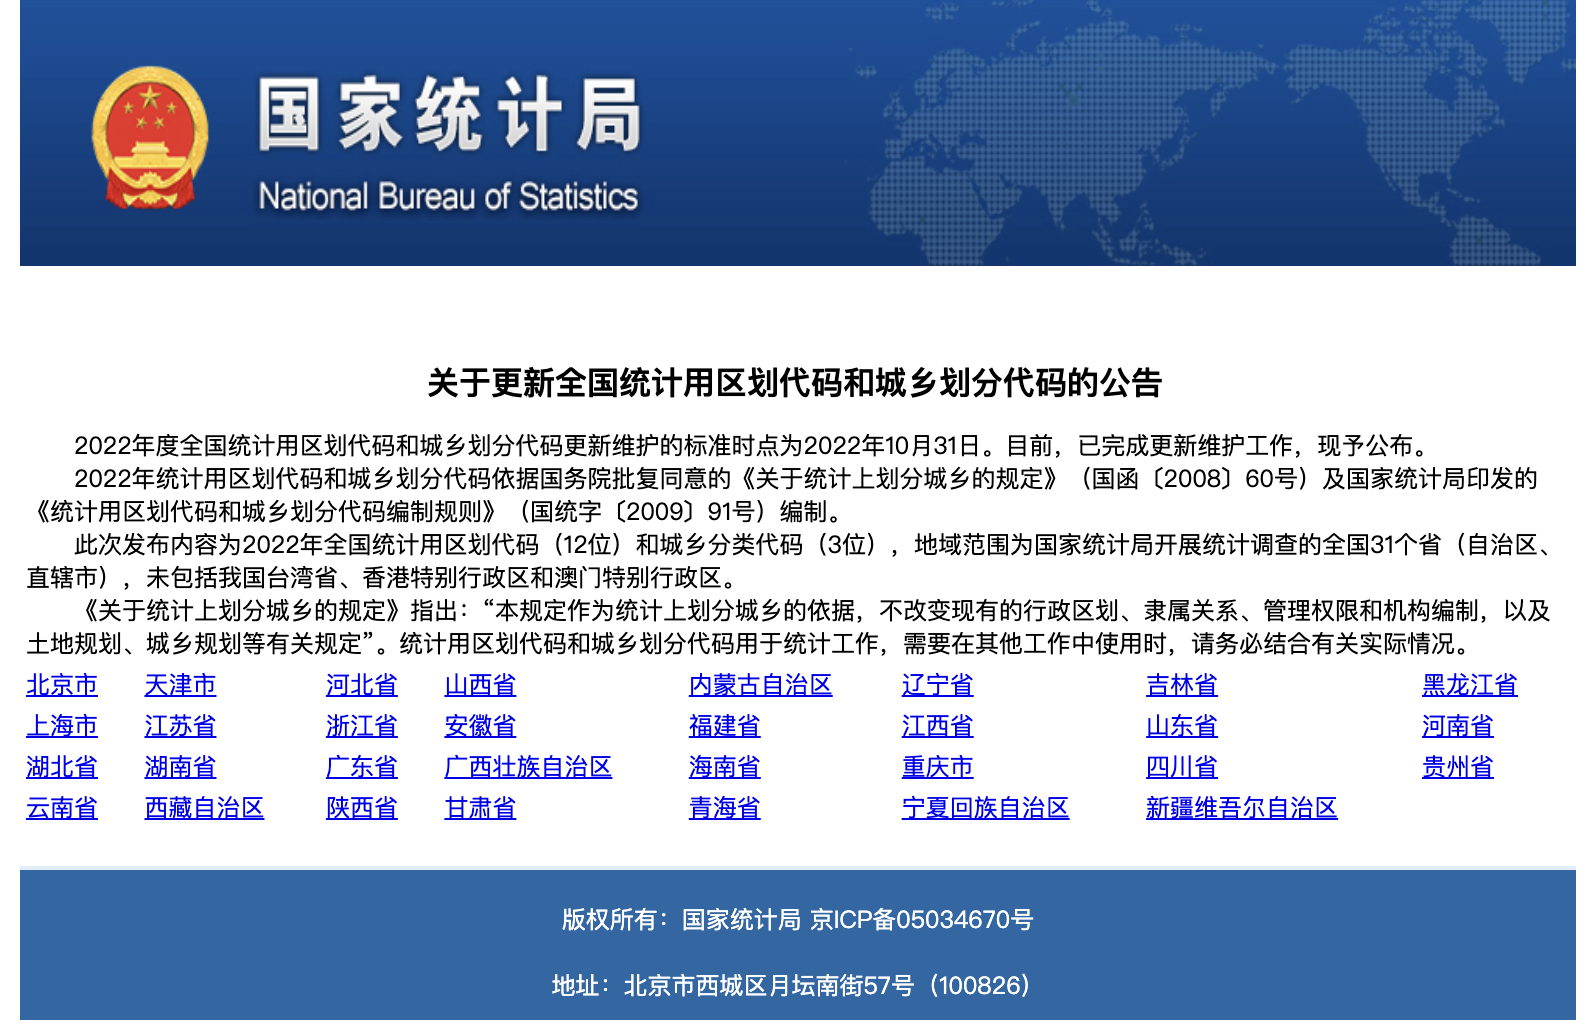 国家统计局
National Bureau of Statistics
关于更新全国统计用区划代码和城乡划分代码的公告
2022年度全国统计用区划代码和城乡划分代码更新维护的标准时点为2022年10月31日。目前，已完成更新维护工作，现予公布。
2022年统计用区划代码和城乡划分代码依据国务院批复同意的《关于统计上划分城乡的规定》（国函〔2008〕60号）及国家统计局印发的
《统计用区划代码和城乡划分代码编制规则》（国统字〔2009〕91号）编制。
此次发布内容为2022年全国统计用区划代码（12位）和城乡分类代码（3位），地域范围为国家统计局开展统计调查的全国31个省（自治区、
直辖市），未包括我国台湾省、香港特别行政区和澳门特别行政区。
《关于统计上划分城乡的规定》指出：“本规定作为统计上划分城乡的依据，不改变现有的行政区划、隶属关系、管理权限和机构编制，以及
土地规划、城乡规划等有关规定”。统计用区划代码和城乡划分代码用于统计工作，需要在其他工作中使用时，请务必结合有关实际情况。
北京市 天津市 河北省 山西省 内蒙古自治区 辽宁省 吉林省 黑龙江省
上海市 江苏省 浙江省 安徽省 福建省 江西省 山东省 河南省
湖北省 湖南省 广东省 广西壮族自治区 海南省 重庆市 四川省 贵州省
云南省 西藏自治区 陕西省 甘肃省 青海省 宁夏回族自治区 新疆维吾尔自治区
版权所有：国家统计局 京ICP备05034670号
地址：北京市西城区月坛南街57号（100826）